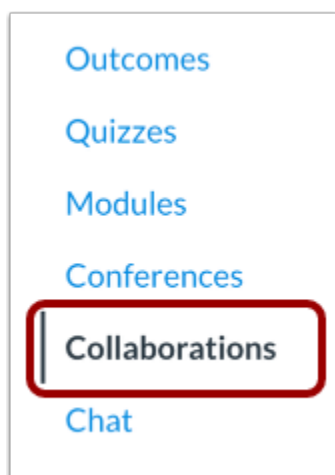 Outcomes
Quizzes
Modules
Conferences
Collaborations
Chat